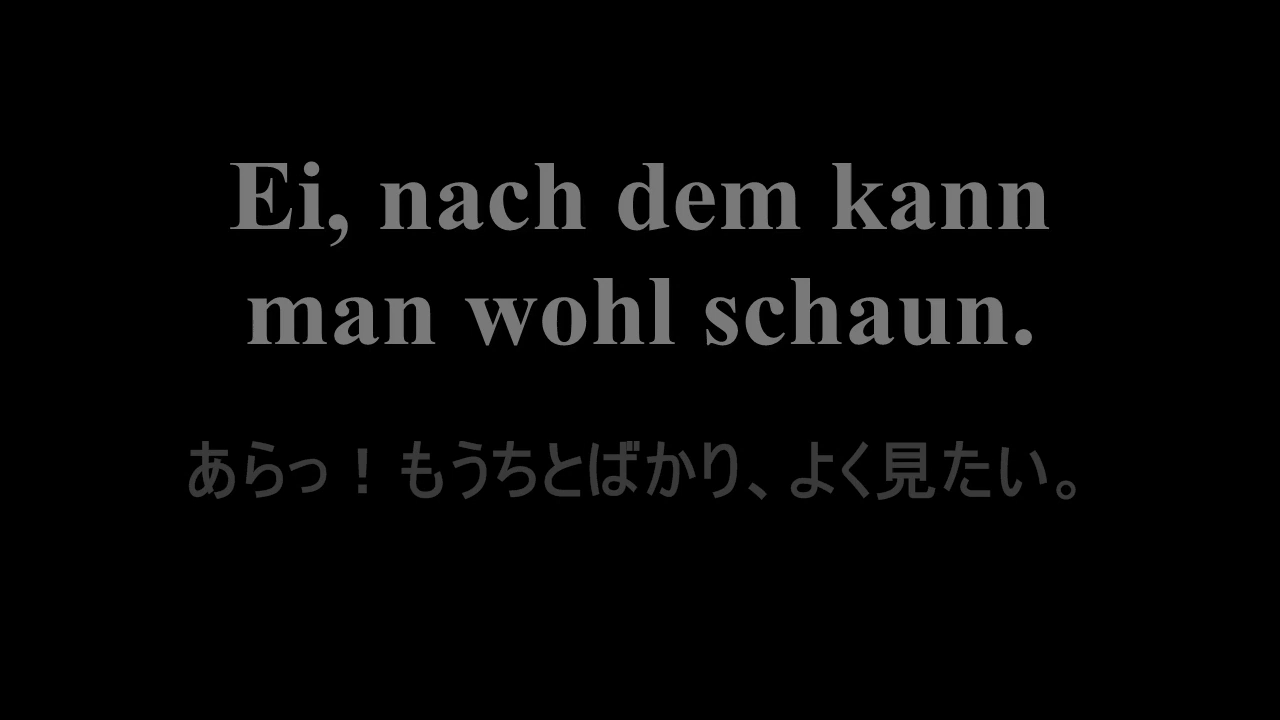 Ei, nach dem kann
man wohl schaun.
あらっ！もうちとばかり、よく見たい。